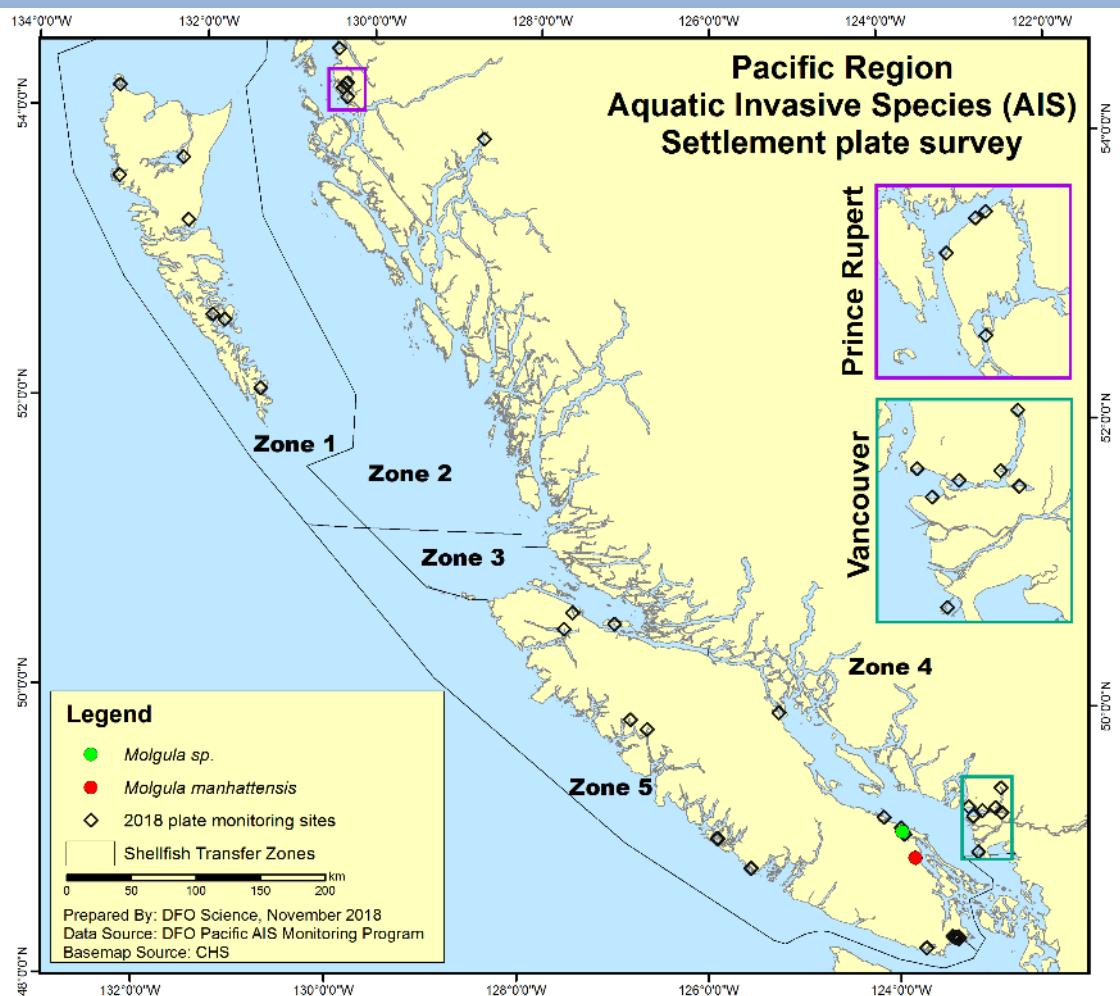 134°0'0"W
132°0'0"W
130°0'0"W
128°0'0"W
126°0'0"W
124°0'0"W
122°0'0"W
Pacific Region
Aquatic Invasive Species (AIS)
Settlement plate survey
54°0'0"N
54°0'0"N
Prince Rupert
52°0'0"N
52°0'0"N
Vancouver
Zone 1
Zone 2
Zone 3
Zone 4
Zone 5
50°0'0"N
50°0'0"N
Legend
Molgula sp.
Molgula manhattensis
2018 plate monitoring sites
Shellfish Transfer Zones
km
0 50 100 150 200
Prepared By: DFO Science, November 2018
Data Source: DFO Pacific AIS Monitoring Program
Basemap Source: CHS
48°0'0"N
132°0'0"W
130°0'0"W
128°0'0"W
126°0'0"W
124°0'0"W